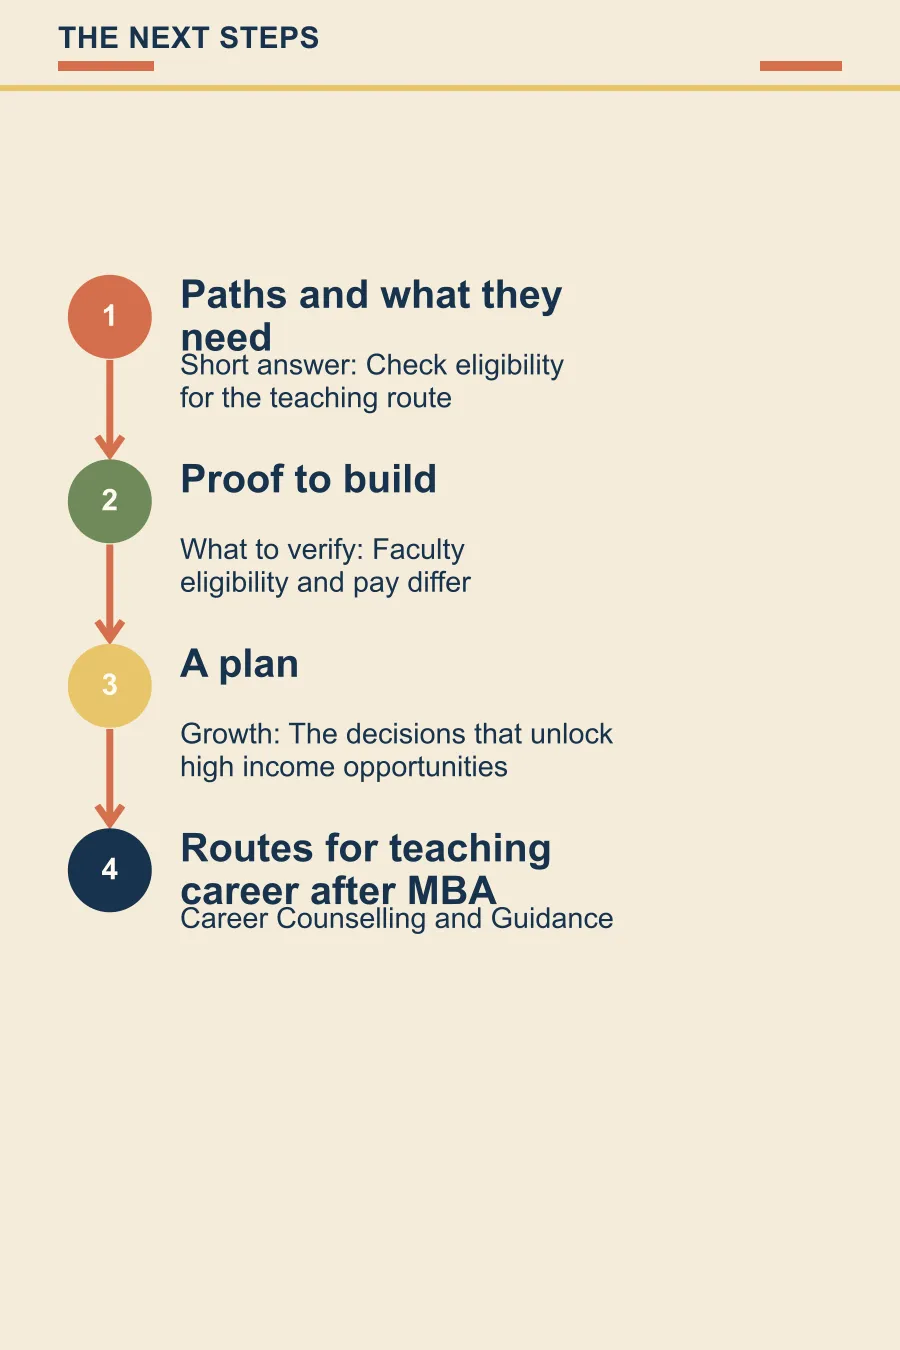 THE NEXT STEPS
1
Paths and what they
need
Short answer: Check eligibility
for the teaching route
2
Proof to build
What to verify: Faculty
eligibility and pay differ
3
A plan
Growth: The decisions that unlock
high income opportunities
4
Routes for teaching
career after MBA
Career Counselling and Guidance